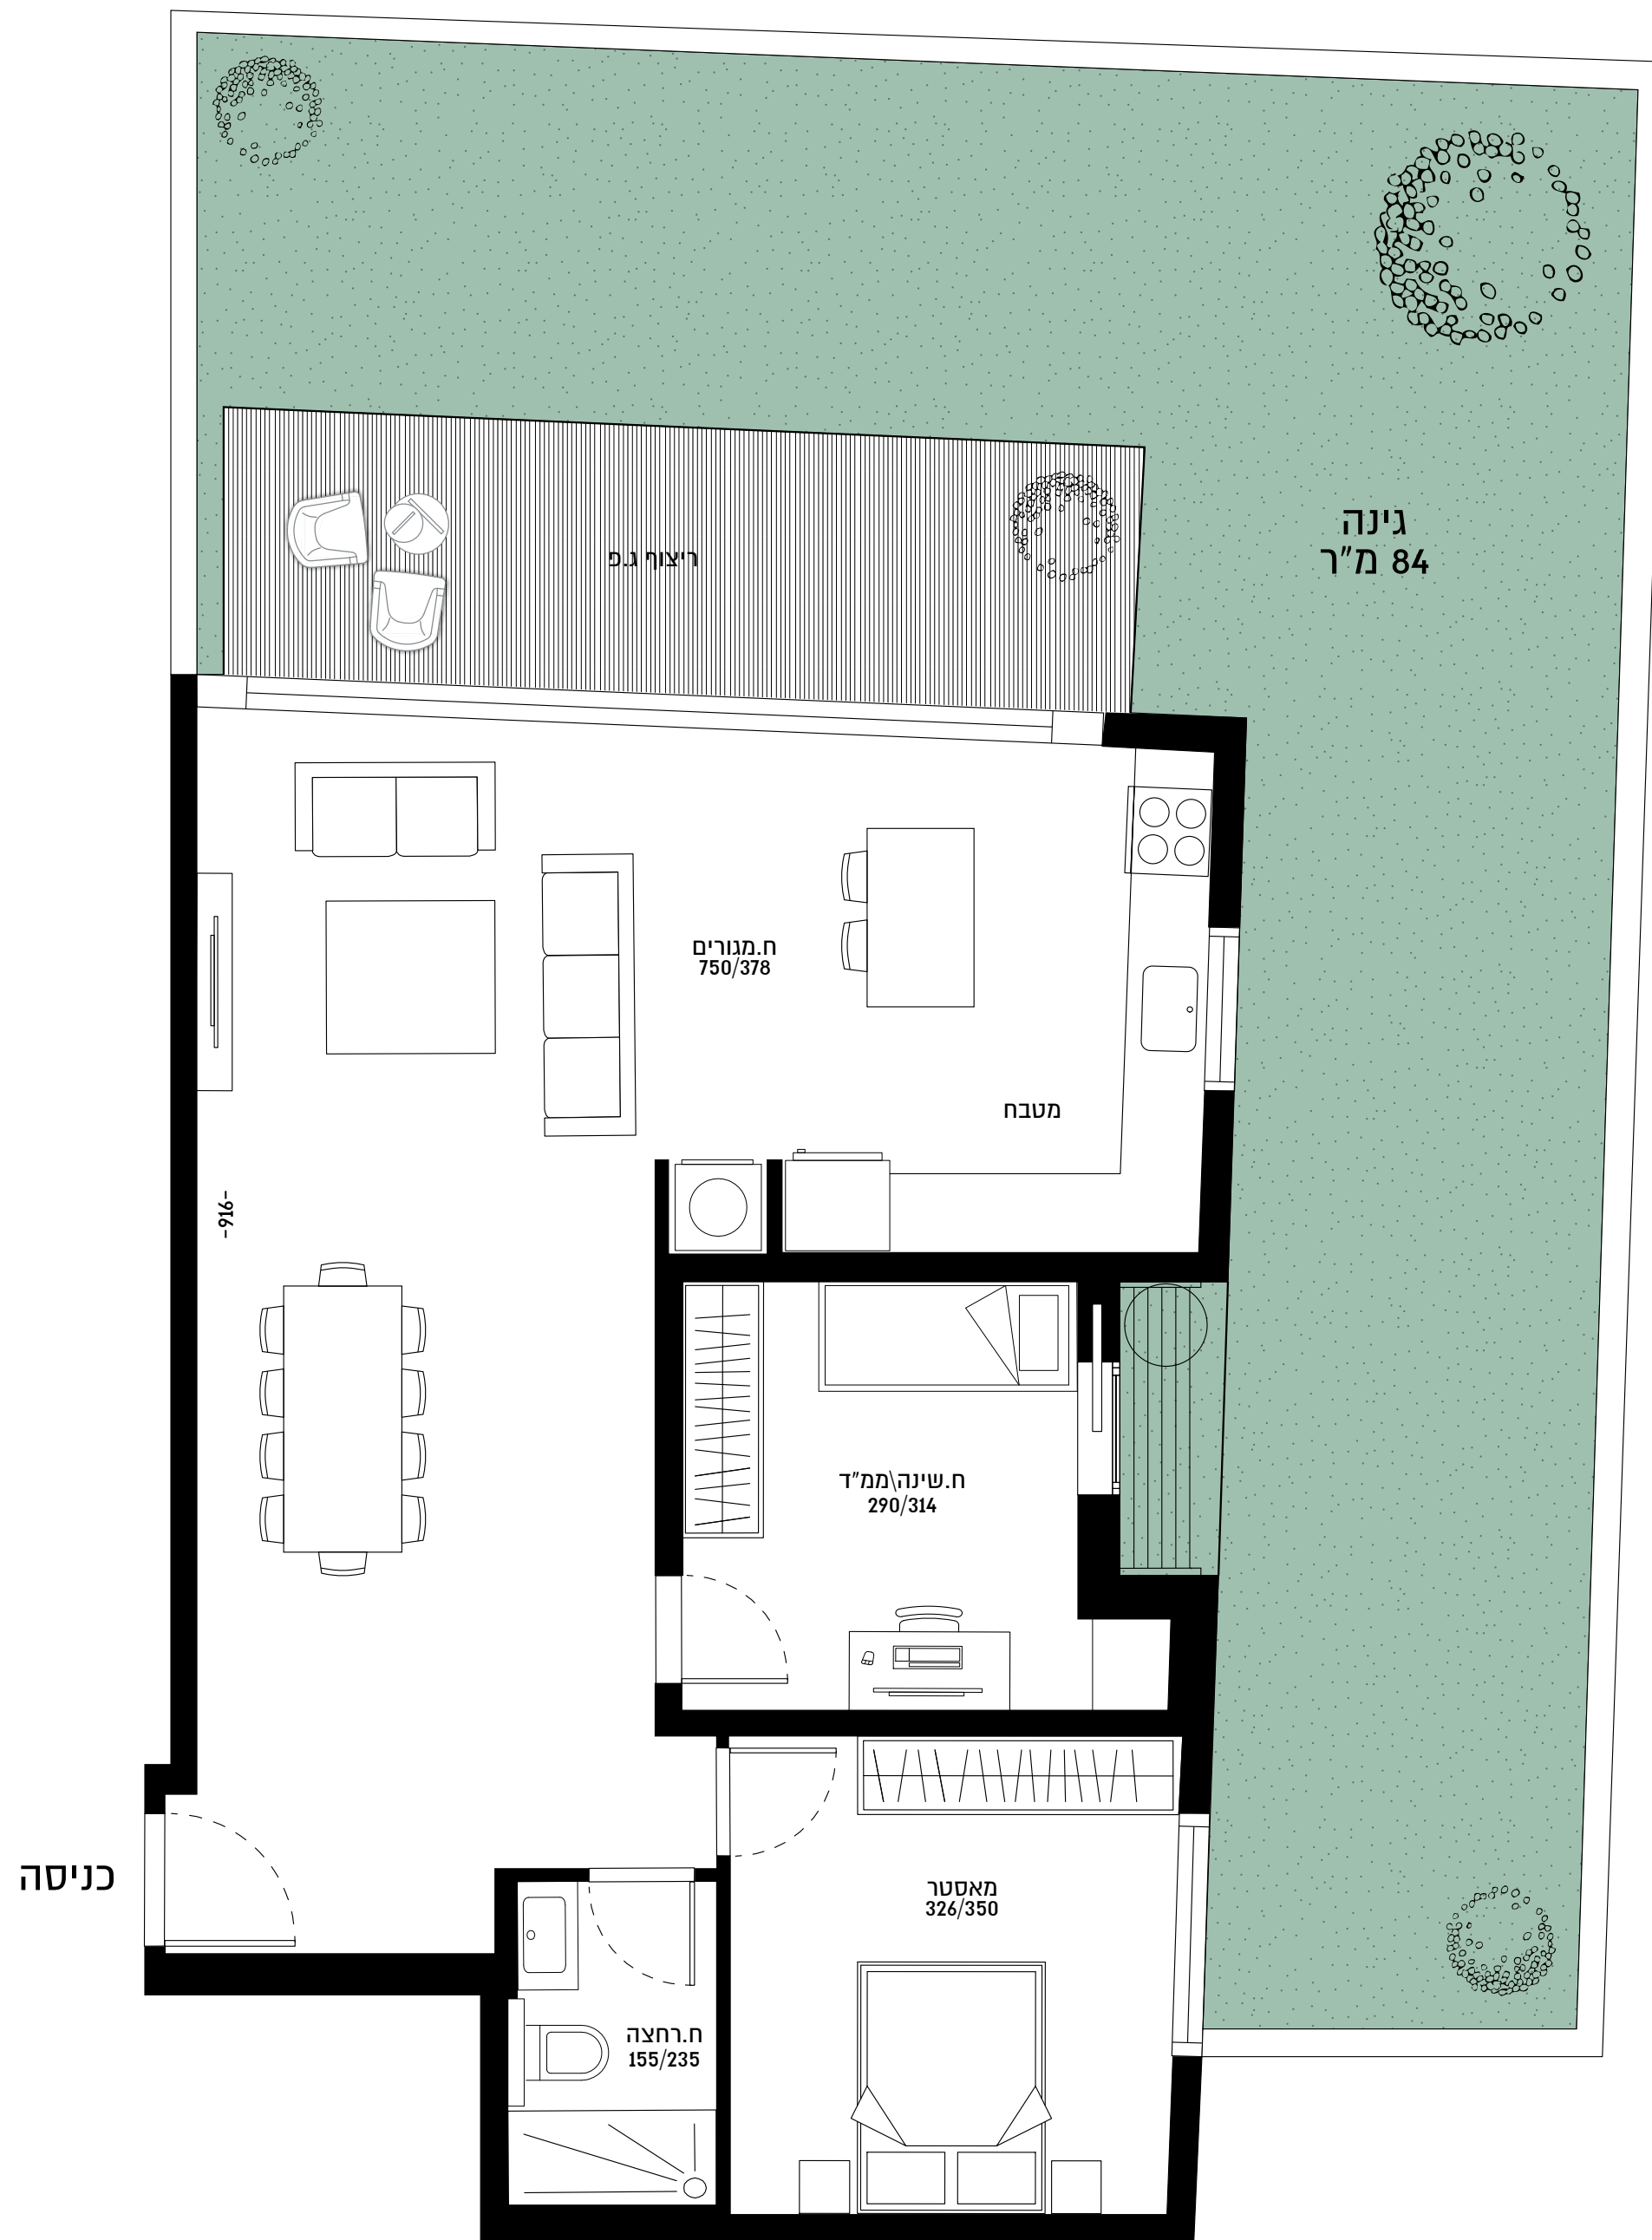 גינה
84 מ"ר
ריצוף ג.פ
ח.מגורים
750/378
מטבח
-916-
ח.שינה\ממ"ד
290/314
כניסה
מאסטר
326/350
ח.רחצה
155/235